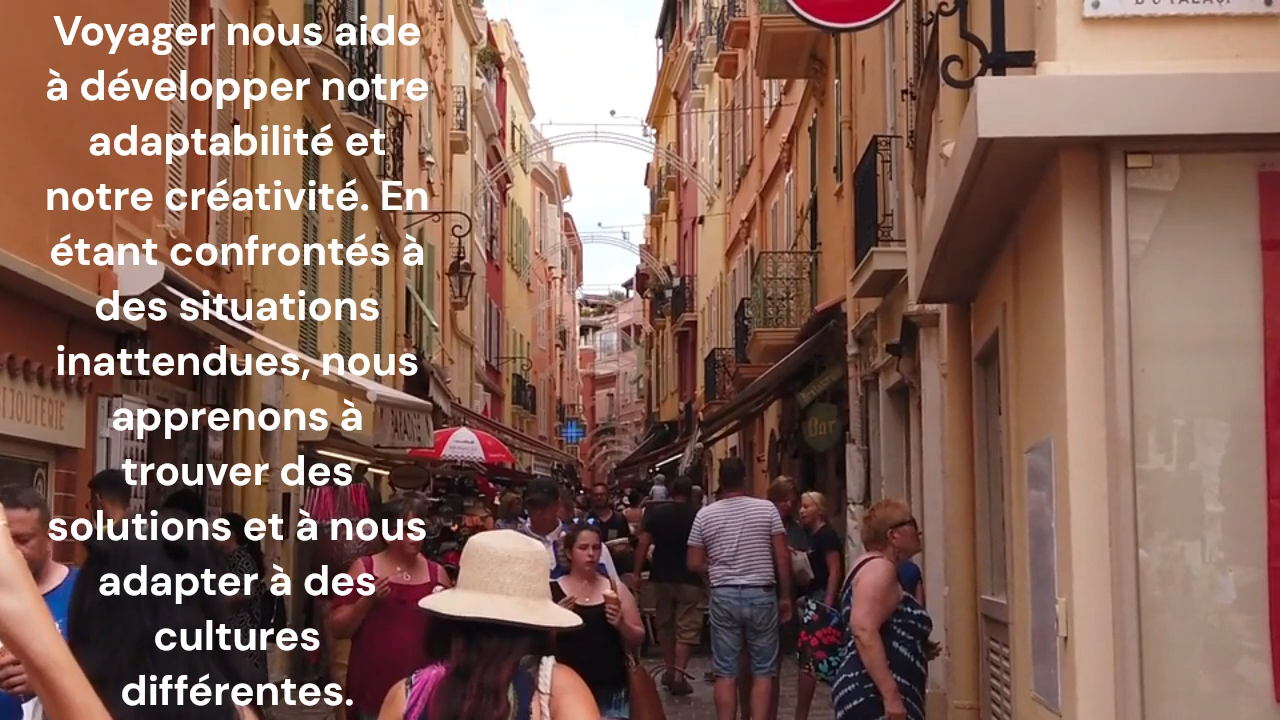 Voyager nous aide
à développer notre
adaptabilité et
notre créativité. En
étant confrontés à
des situations
inattendues, nous
apprenons à
trouver des
solutions et à nous
adapter à des
cultures
différentes.
Bar